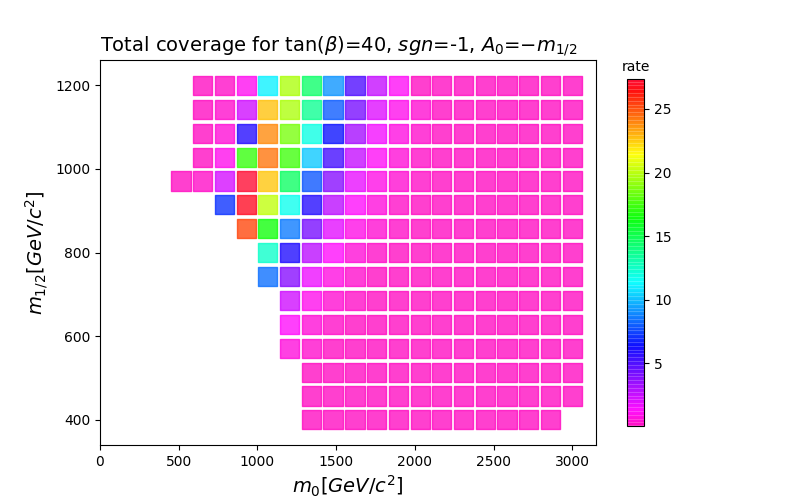 Total coverage for tan(β)=40, sgn=-1, A₀=−m₁/₂
rate
1200
1000
800
600
400
m₁/₂[GeV/c²]
25
20
15
10
5
0 500 1000 1500 2000 2500 3000
m₀[GeV/c²]